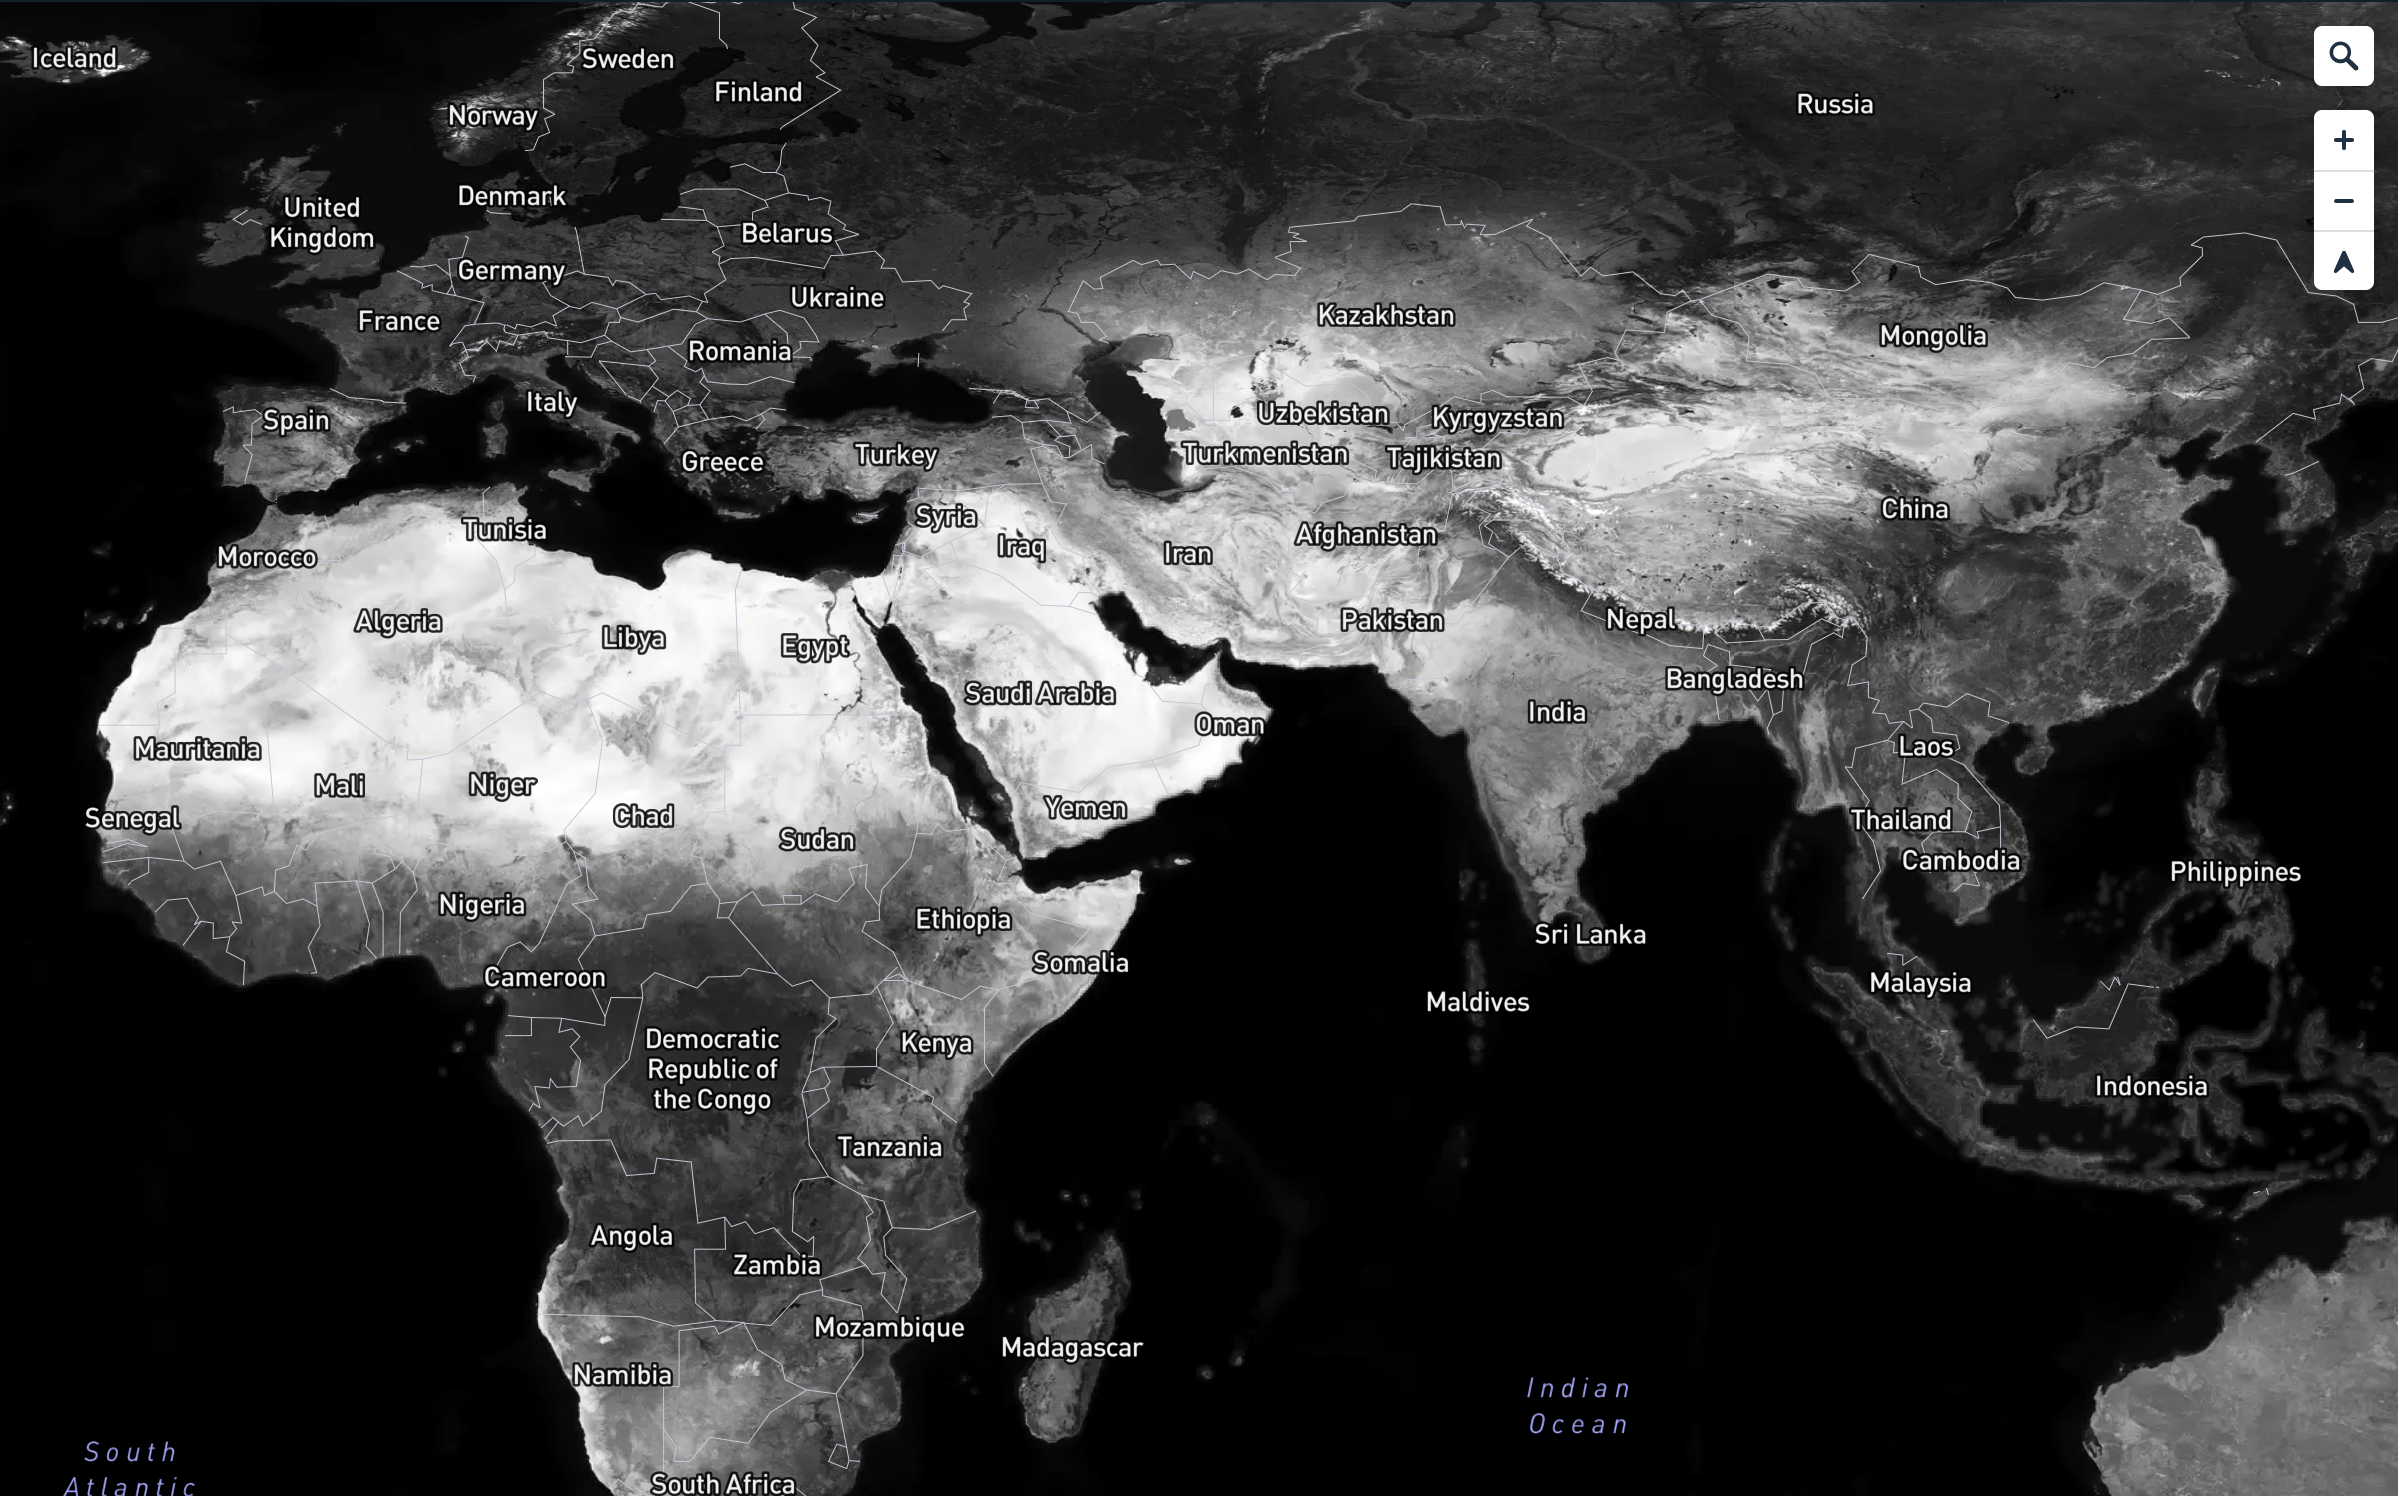 Iceland
Sweden
Finland
Norway
Russia
Denmark
United
Kingdom
Belarus
Germany
Ukraine
France
Kazakhstan
Mongolia
Romania
Italy
Spain
Uzbekistan
Kyrgyzstan
Greece
Turkey
Turkmenistan
Tajikistan
China
Syria
Tunisia
Morocco
Iraq
Iran
Afghanistan
Algeria
Libya
Egypt
Pakistan
Nepal
Saudi Arabia
Bangladesh
Oman
India
Mauritania
Laos
Mali
Niger
Senegal
Chad
Yemen
Sudan
Thailand
Cambodia
Philippines
Nigeria
Ethiopia
Sri Lanka
Cameroon
Somalia
Malaysia
Maldives
Democratic
Republic of
the Congo
Kenya
Indonesia
Tanzania
Angola
Zambia
Mozambique
Madagascar
Namibia
Indian
Ocean
South
Atlantic
South Africa